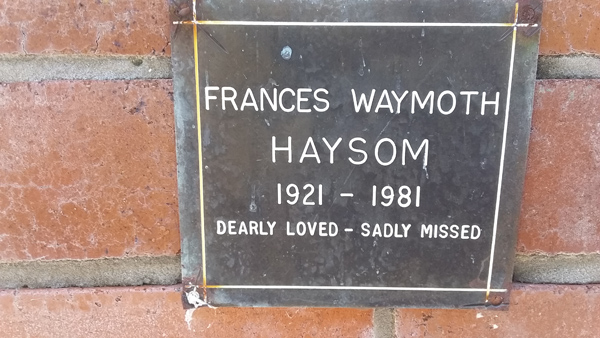 FRANCES WAYMOTH
HAYSOM
1921 - 1981
DEARLY LOVED - SADLY MISSED